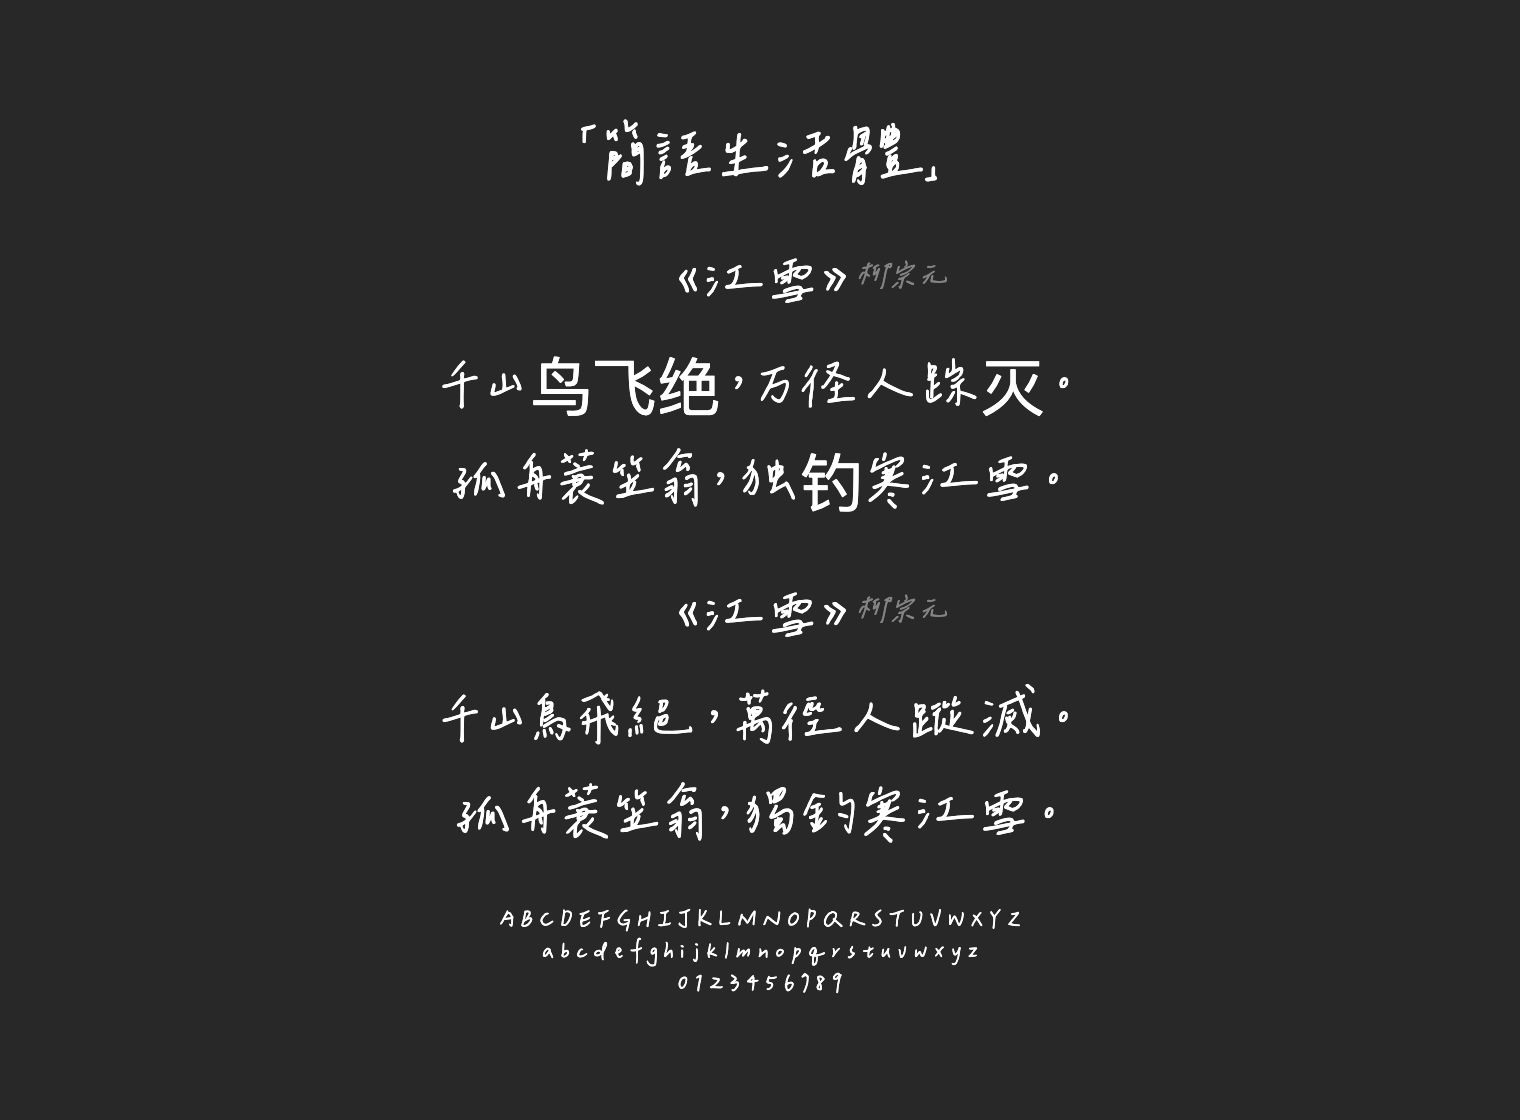 「簡語生活體」
《江雪》柳宗元
千山鸟飞绝，万径人踪灭。
孤舟蓑笠翁，独钓寒江雪。
《江雪》柳宗元
千山鳥飛絕，萬徑人蹤滅。
孤舟蓑笠翁，獨釣寒江雪。
ABCDEFGHIJKLMNOPQRSTUVWXYZ
abcdefghijklmnopqrstuvwxyz
0123456789